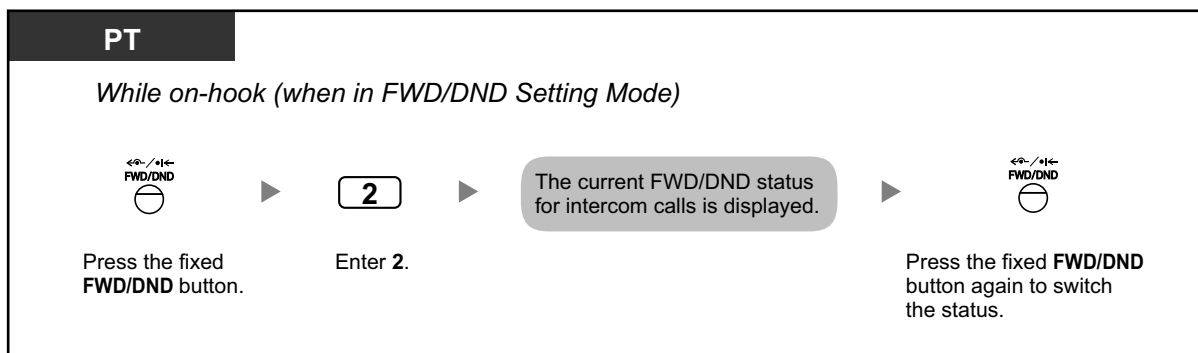 PT
While on-hook (when in FWD/DND Setting Mode)
FWD/DND
2
The current FWD/DND status
for intercom calls is displayed.
FWD/DND
Press the fixed
FWD/DND button.
Enter 2.
Press the fixed FWD/DND
button again to switch
the status.